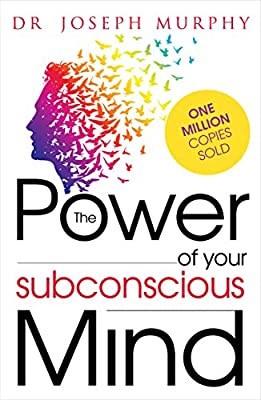 DR JOSEPH MURPHY
ONE
MILLION
COPIES
SOLD
The Power
of your
subconscious
Mind